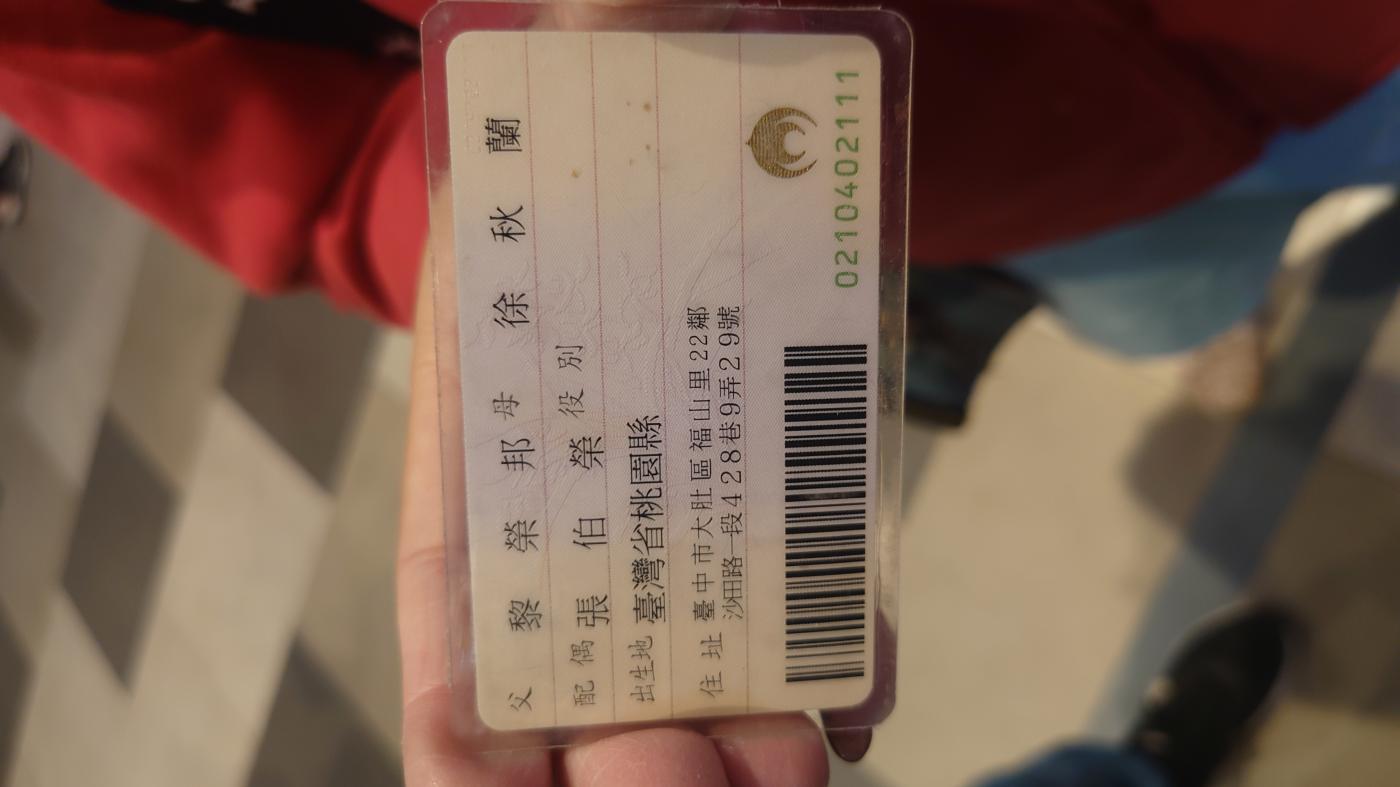 父 黎榮邦 母 徐秋蘭
配偶 張伯榮 役別
出生地 臺灣省桃園縣
住址 臺中市大肚區福山里22鄰
沙田路一段428巷9弄29號
0210402111